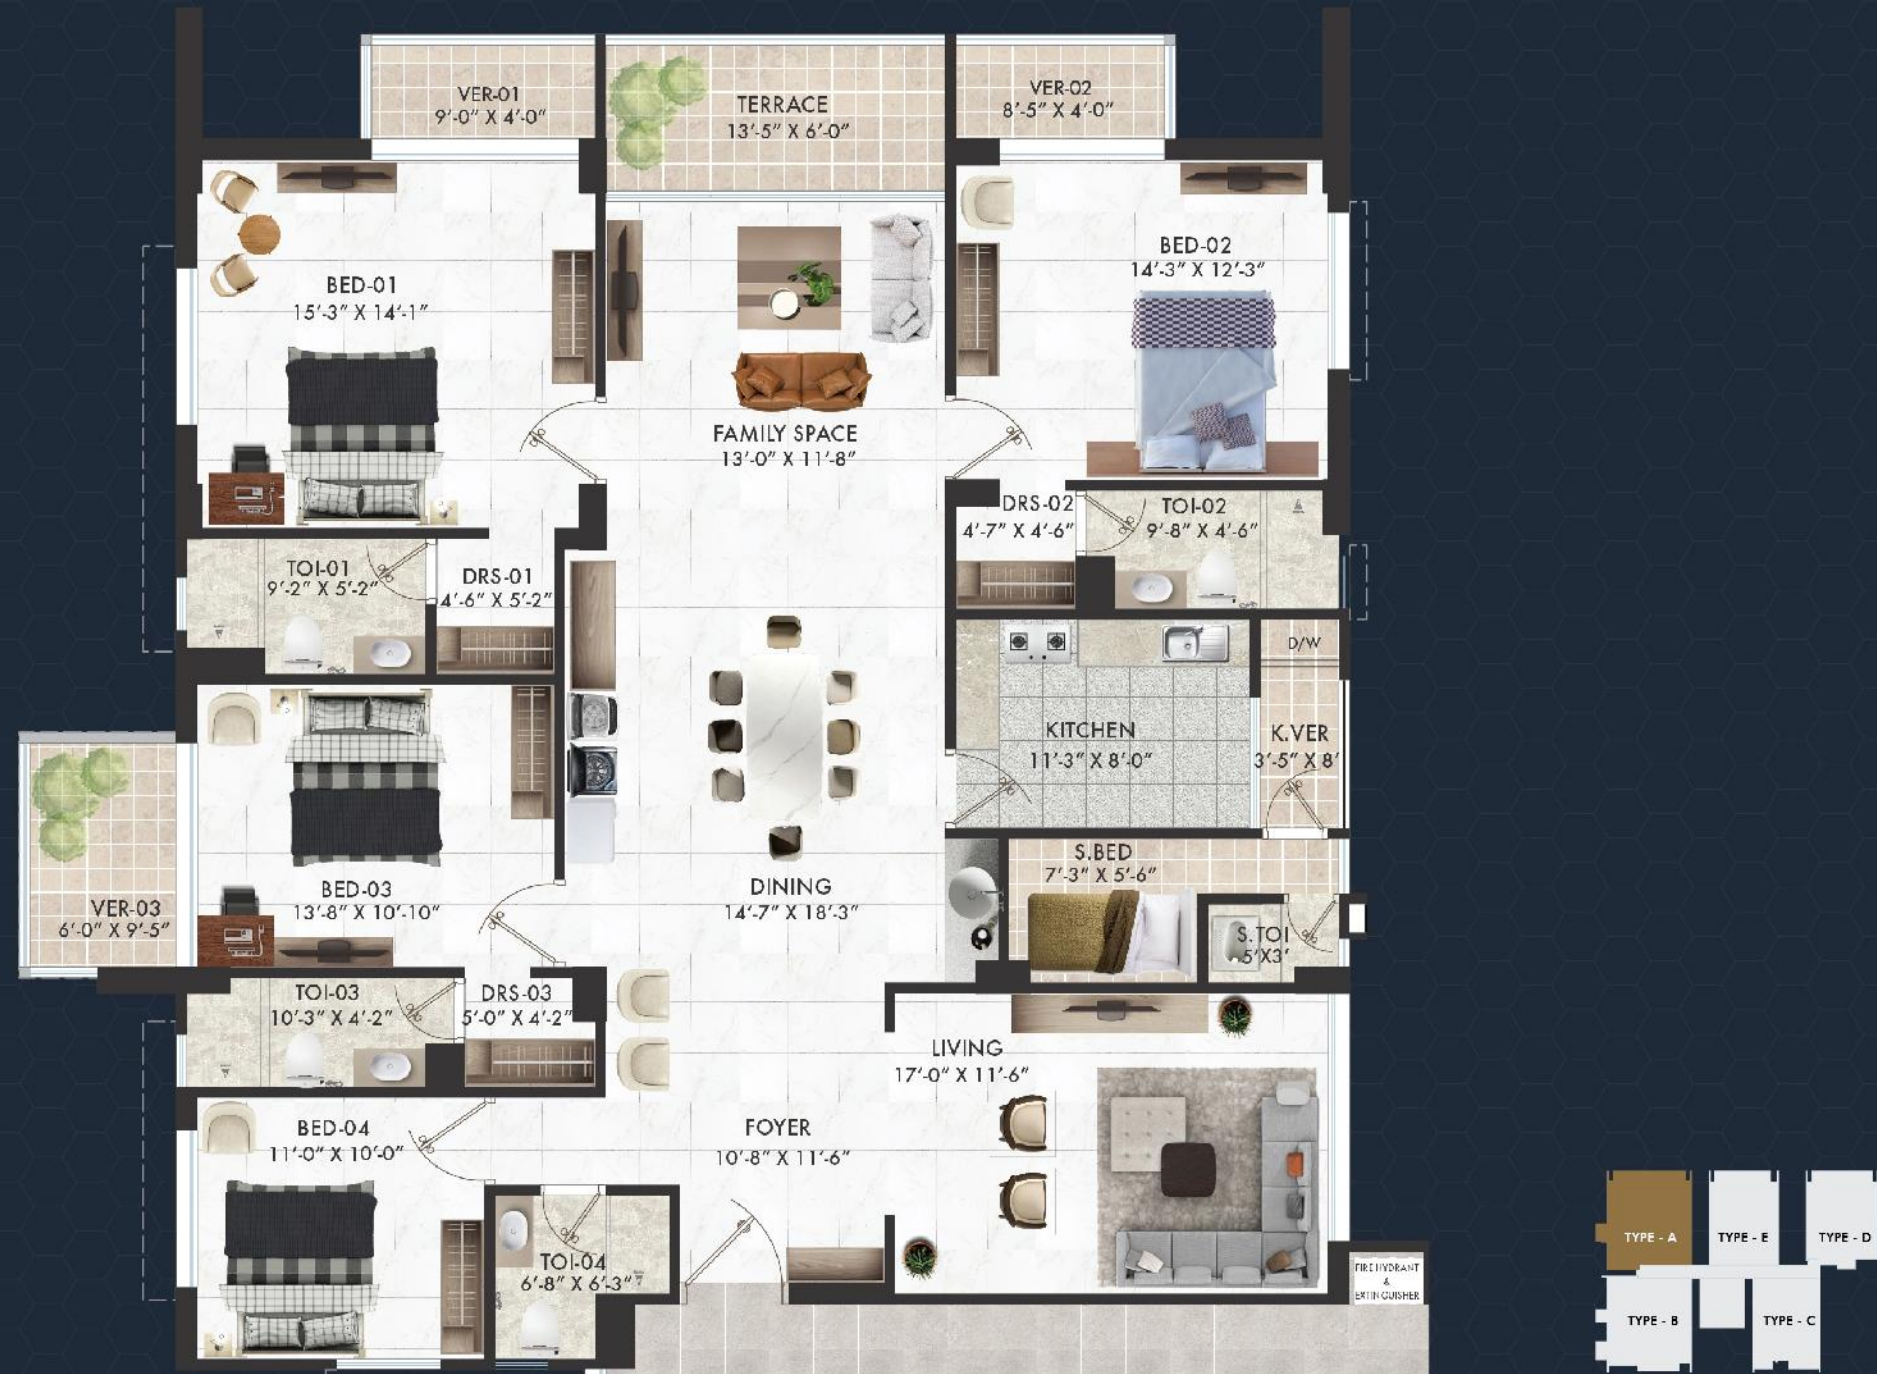 VER-01
9'-0" X 4'-0"
TERRACE
13'-5" X 6'-0"
VER-02
8'-5" X 4'-0"
BED-01
15'-3" X 14'-1"
BED-02
14'-3" X 12'-3"
FAMILY SPACE
13'-0" X 11'-8"
TOI-01
9'-2" X 5'-2"
DRS-01
4'-6" X 5'-2"
DRS-02
4'-7" X 4'-6"
TOI-02
9'-8" X 4'-6"
D/W
KITCHEN
11'-3" X 8'-0"
K.VER
3'-5" X 8'
VER-03
6'-0" X 9'-5"
BED-03
13'-8" X 10'-10"
DINING
14'-7" X 18'-3"
S.BED
7'-3" X 5'-6"
S.TOI
5'X3'
TOI-03
10'-3" X 4'-2"
DRS-03
5'-0" X 4'-2"
LIVING
17'-0" X 11'-6"
BED-04
11'-0" X 10'-0"
FOYER
10'-8" X 11'-6"
TOI-04
6'-8" X 6'-3"
FIRE HYDRANT
&
EXTINGUISHER
TYPE - A
TYPE - E
TYPE - D
TYPE - B
TYPE - C